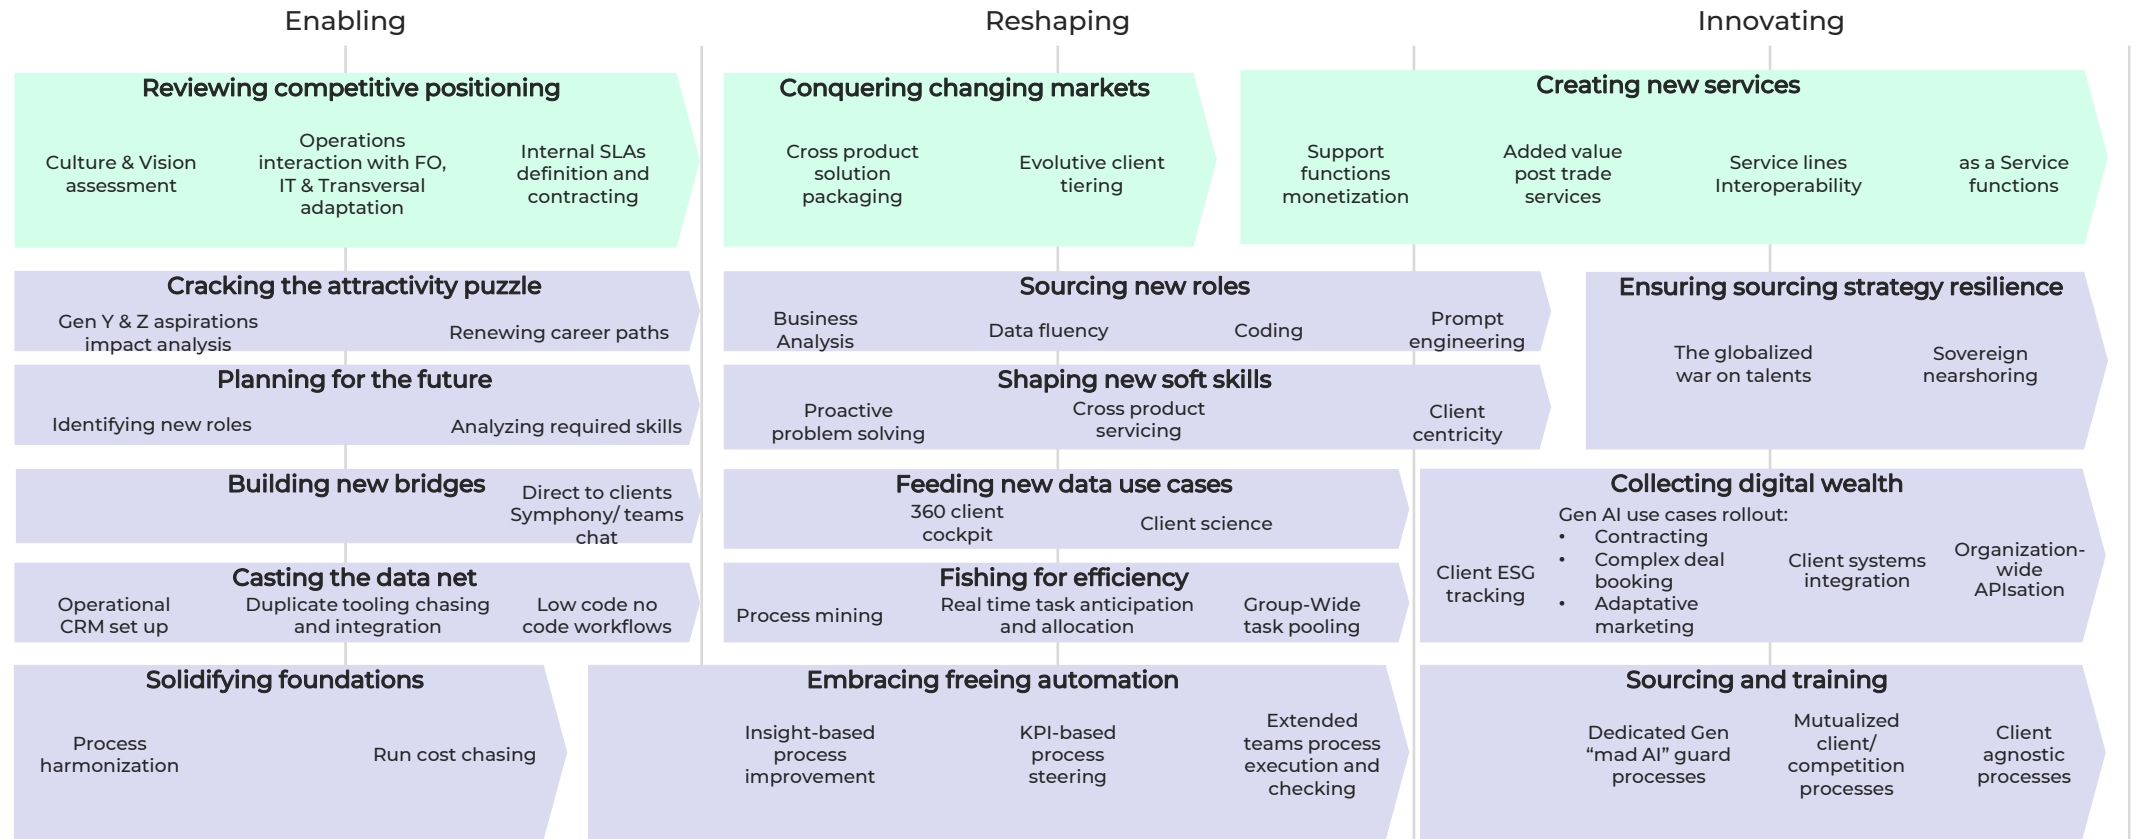 Enabling
Reshaping
Innovating
Reviewing competitive positioning
Culture & Vision
assessment
Operations
interaction with FO,
IT & Transversal
adaptation
Internal SLAs
definition and
contracting
Conquering changing markets
Cross product
solution
packaging
Evolutive client
tiering
Creating new services
Support
functions
monetization
Added value
post trade
services
Service lines
Interoperability
as a Service
functions
Cracking the attractivity puzzle
Gen Y & Z aspirations
impact analysis
Renewing career paths
Sourcing new roles
Business
Analysis
Data fluency
Coding
Prompt
engineering
Ensuring sourcing strategy resilience
The globalized
war on talents
Sovereign
nearshoring
Planning for the future
Identifying new roles
Analyzing required skills
Shaping new soft skills
Proactive
problem solving
Cross product
servicing
Client
centricity
Building new bridges
Direct to clients
Symphony/ teams
chat
Feeding new data use cases
360 client
cockpit
Client science
Collecting digital wealth
Client ESG
tracking
Gen AI use cases rollout:
• Contracting
• Complex deal
booking
• Adaptative
marketing
Client systems
integration
Organization-
wide
APIsation
Casting the data net
Operational
CRM set up
Duplicate tooling chasing
and integration
Low code no
code workflows
Fishing for efficiency
Process mining
Real time task anticipation
and allocation
Group-Wide
task pooling
Solidifying foundations
Process
harmonization
Run cost chasing
Embracing freeing automation
Insight-based
process
improvement
KPI-based
process
steering
Extended
teams process
execution and
checking
Sourcing and training
Dedicated Gen
“mad AI” guard
processes
Mutualized
client/
competition
processes
Client
agnostic
processes